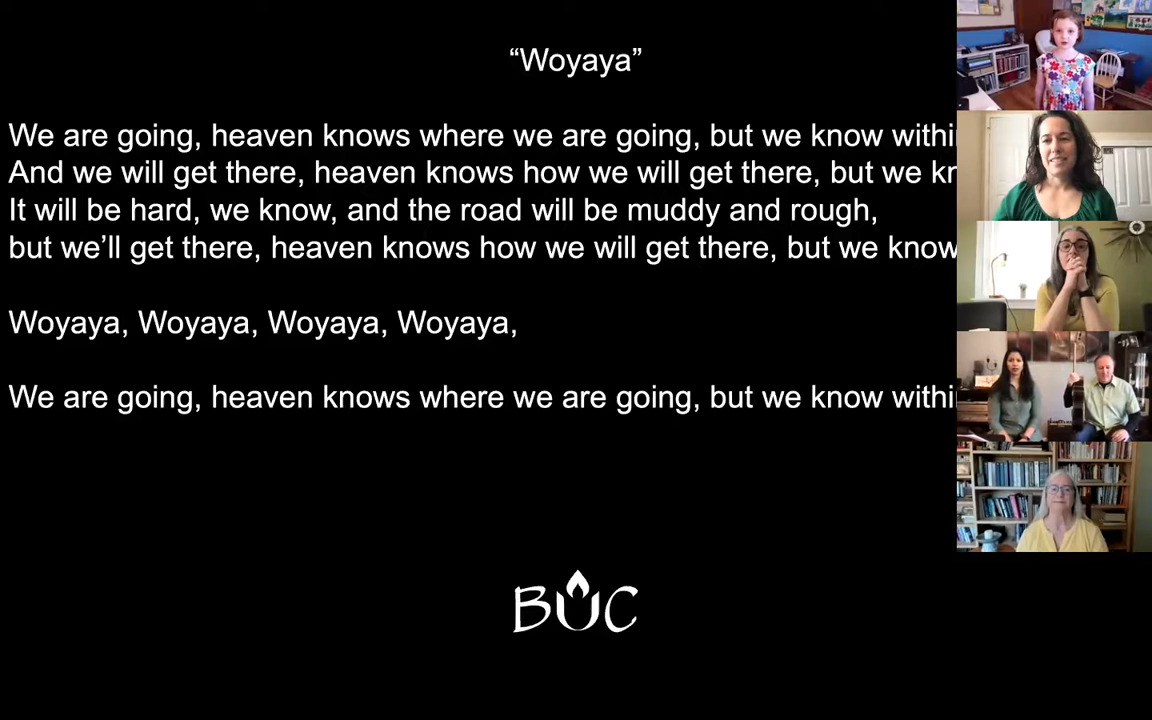 “Woyaya”
We are going, heaven knows where we are going, but we know
And we will get there, heaven knows how we will get there, but we
It will be hard, we know, and the road will be muddy and rough,
but we’ll get there, heaven knows how we will get there, but we know
Woyaya, Woyaya, Woyaya, Woyaya,
We are going, heaven knows where we are going, but we know
BUC